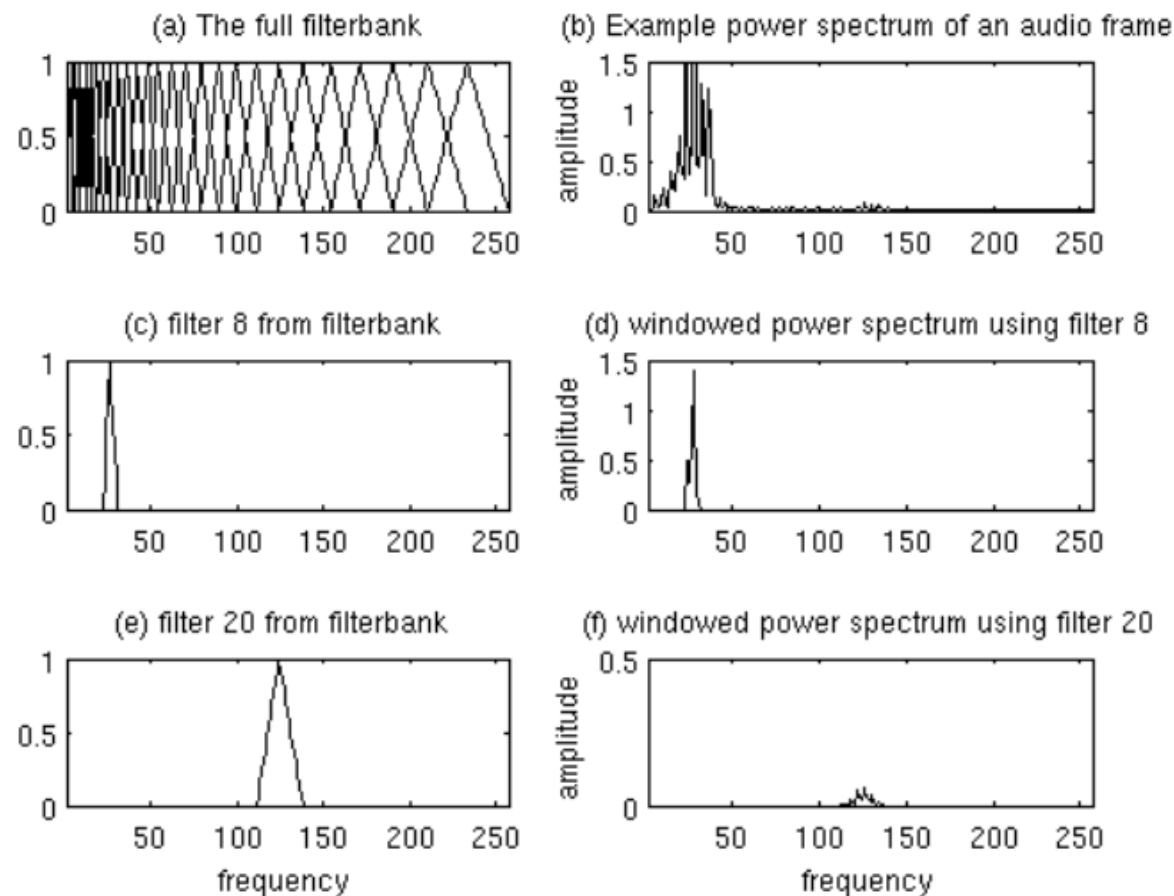 (a) The full filterbank
1
0.5
0
50 100 150 200 250
(b) Example power spectrum of an audio frame
amplitude
1.5
1
0.5
0
50 100 150 200 250
(c) filter 8 from filterbank
1
0.5
0
50 100 150 200 250
(d) windowed power spectrum using filter 8
amplitude
1.5
1
0.5
0
50 100 150 200 250
(e) filter 20 from filterbank
1
0.5
0
50 100 150 200 250
frequency
(f) windowed power spectrum using filter 20
amplitude
0.5
0
50 100 150 200 250
frequency